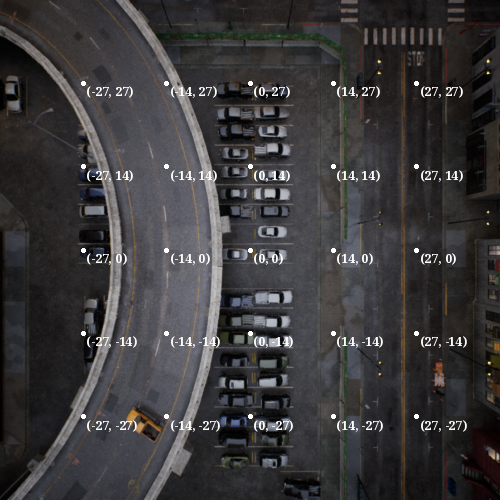 STOP
(-27, 27) (-14, 27) (0, 27) (14, 27) (27, 27)
(-27, 14) (-14, 14) (0, 14) (14, 14) (27, 14)
(-27, 0) (-14, 0) (0, 0) (14, 0) (27, 0)
(-27, -14) (-14, -14) (0, -14) (14, -14) (27, -14)
(-27, -27) (-14, -27) (0, -27) (14, -27) (27, -27)